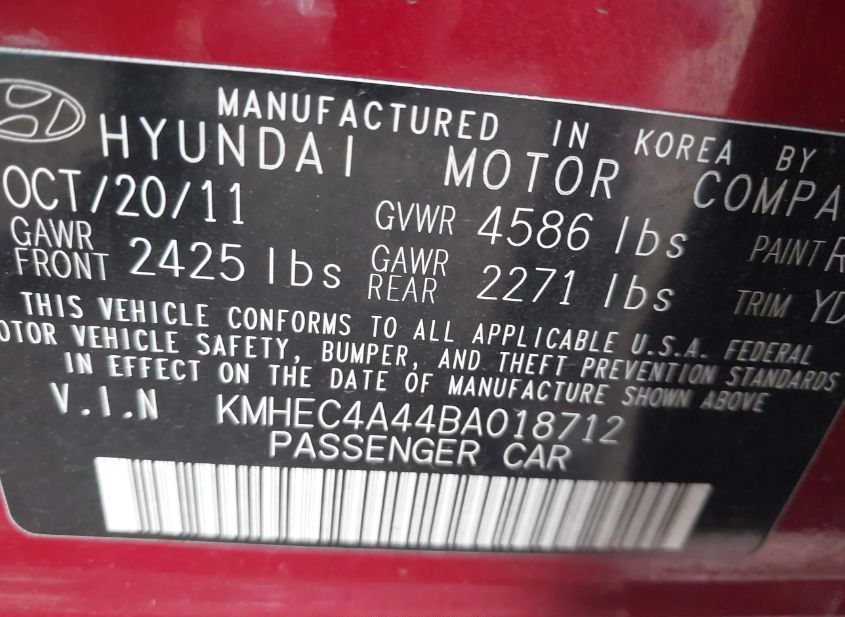 MANUFACTURED IN KOREA BY
HYUNDAI MOTOR COMPA
OCT/20/11 GVWR 4586 lbs PAINT R
GAWR FRONT 2425 lbs GAWR REAR 2271 lbs TRIM YD
THIS VEHICLE CONFORMS TO ALL APPLICABLE U.S.A. FEDERAL
OTOR VEHICLE SAFETY, BUMPER, AND THEFT PREVENTION STANDARDS
IN EFFECT ON THE DATE OF MANUFACTURE SHOWN ABOVE
V.I.N KMHEC4A44BA018712
PASSENGER CAR